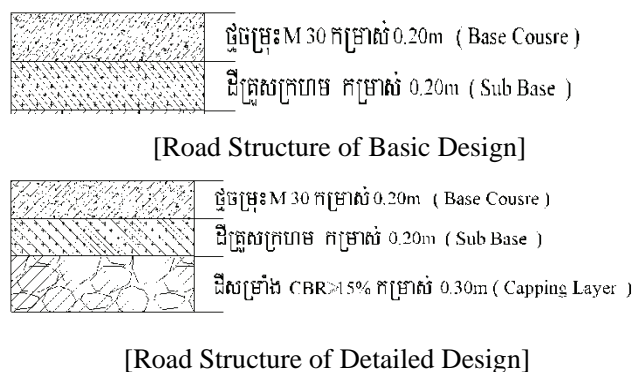 ថ្មចម្រុះ M 30 កម្រាស់ 0.20m ( Base Cousre )
ដីគ្រួសក្រហម កម្រាស់ 0.20m ( Sub Base )
[Road Structure of Basic Design]
ថ្មចម្រុះ M 30 កម្រាស់ 0.20m ( Base Cousre )
ដីគ្រួសក្រហម កម្រាស់ 0.20m ( Sub Base )
ដីសម្រាំង CBR>15% កម្រាស់ 0.30m ( Capping Layer )
[Road Structure of Detailed Design]